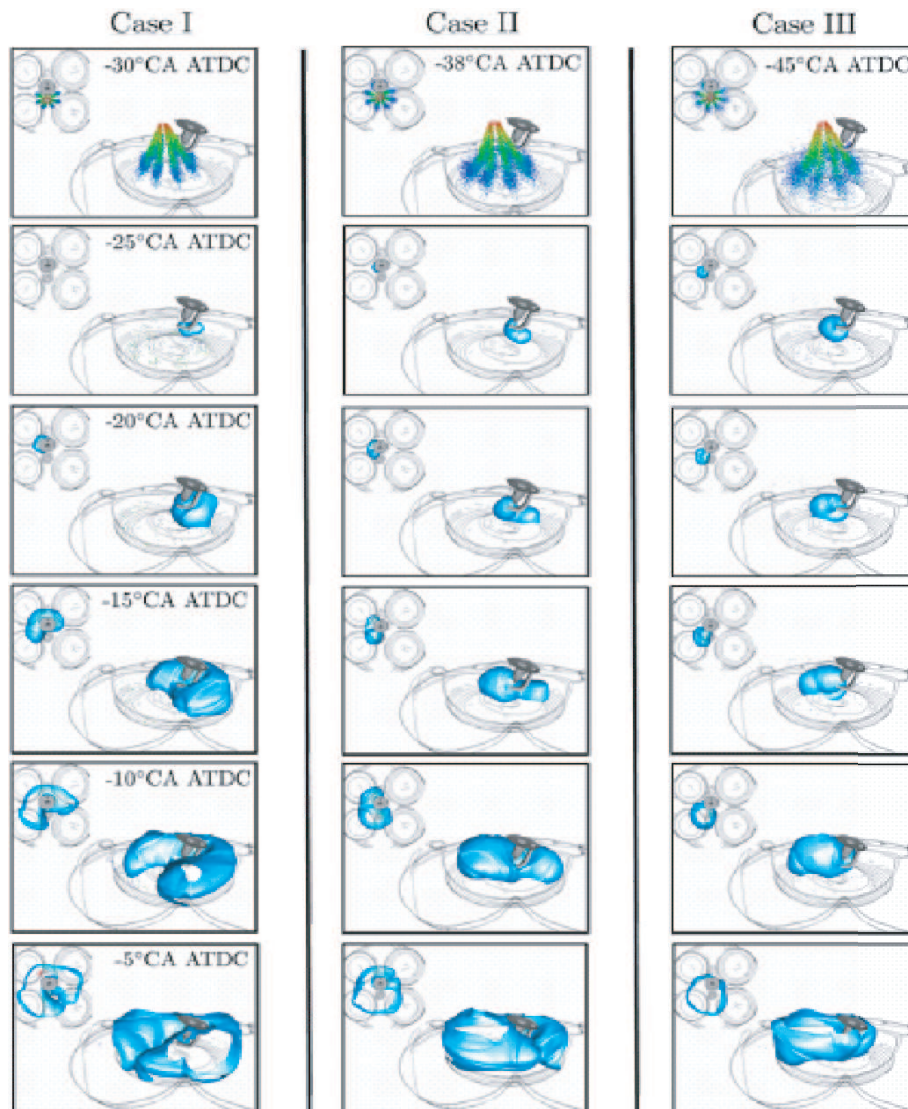 Case I
Case II
Case III
-30°CA ATDC
-38°CA ATDC
-45°CA ATDC
-25°CA ATDC
-20°CA ATDC
-15°CA ATDC
-10°CA ATDC
-5°CA ATDC